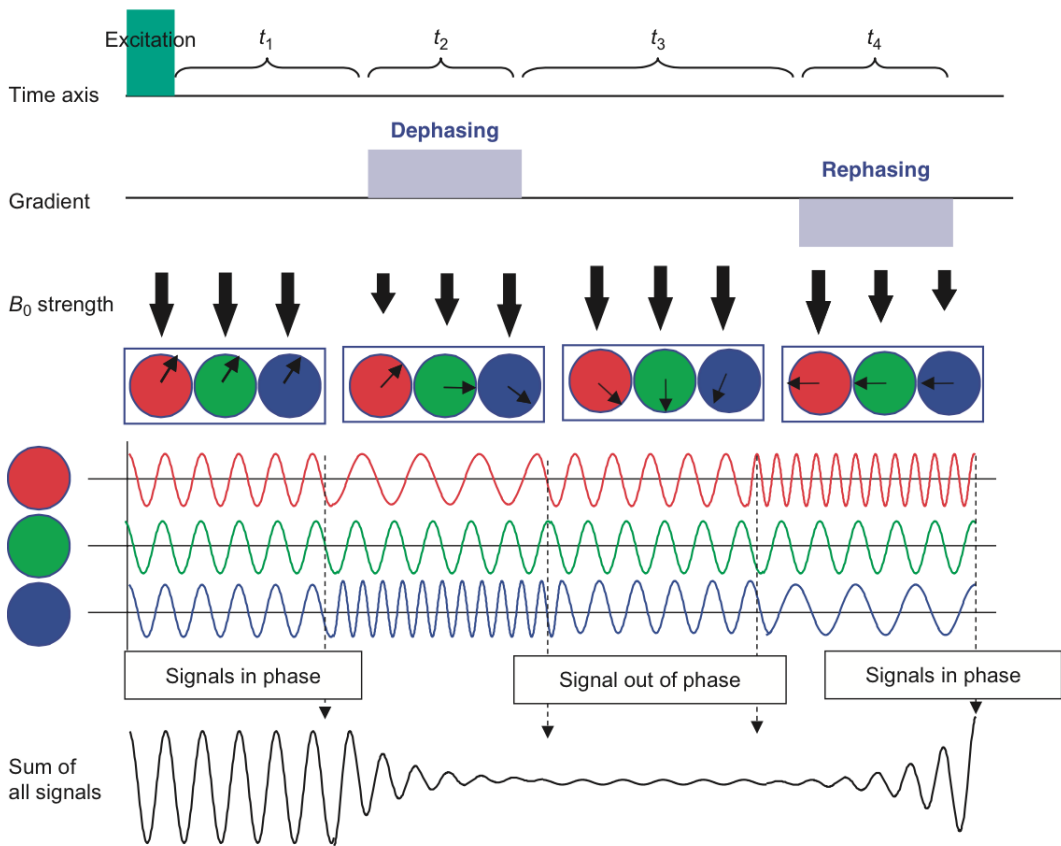 Excitation
t1
t2
t3
t4
Time axis
Dephasing
Rephasing
Gradient
B0 strength
Signals in phase
Signal out of phase
Signals in phase
Sum of
all signals